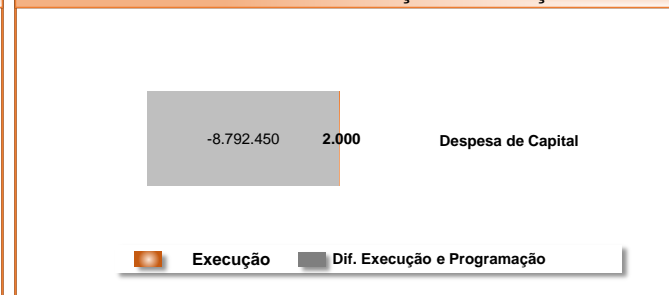 -8.792.450 2.000 Despesa de Capital
Execução Dif. Execução e Programação